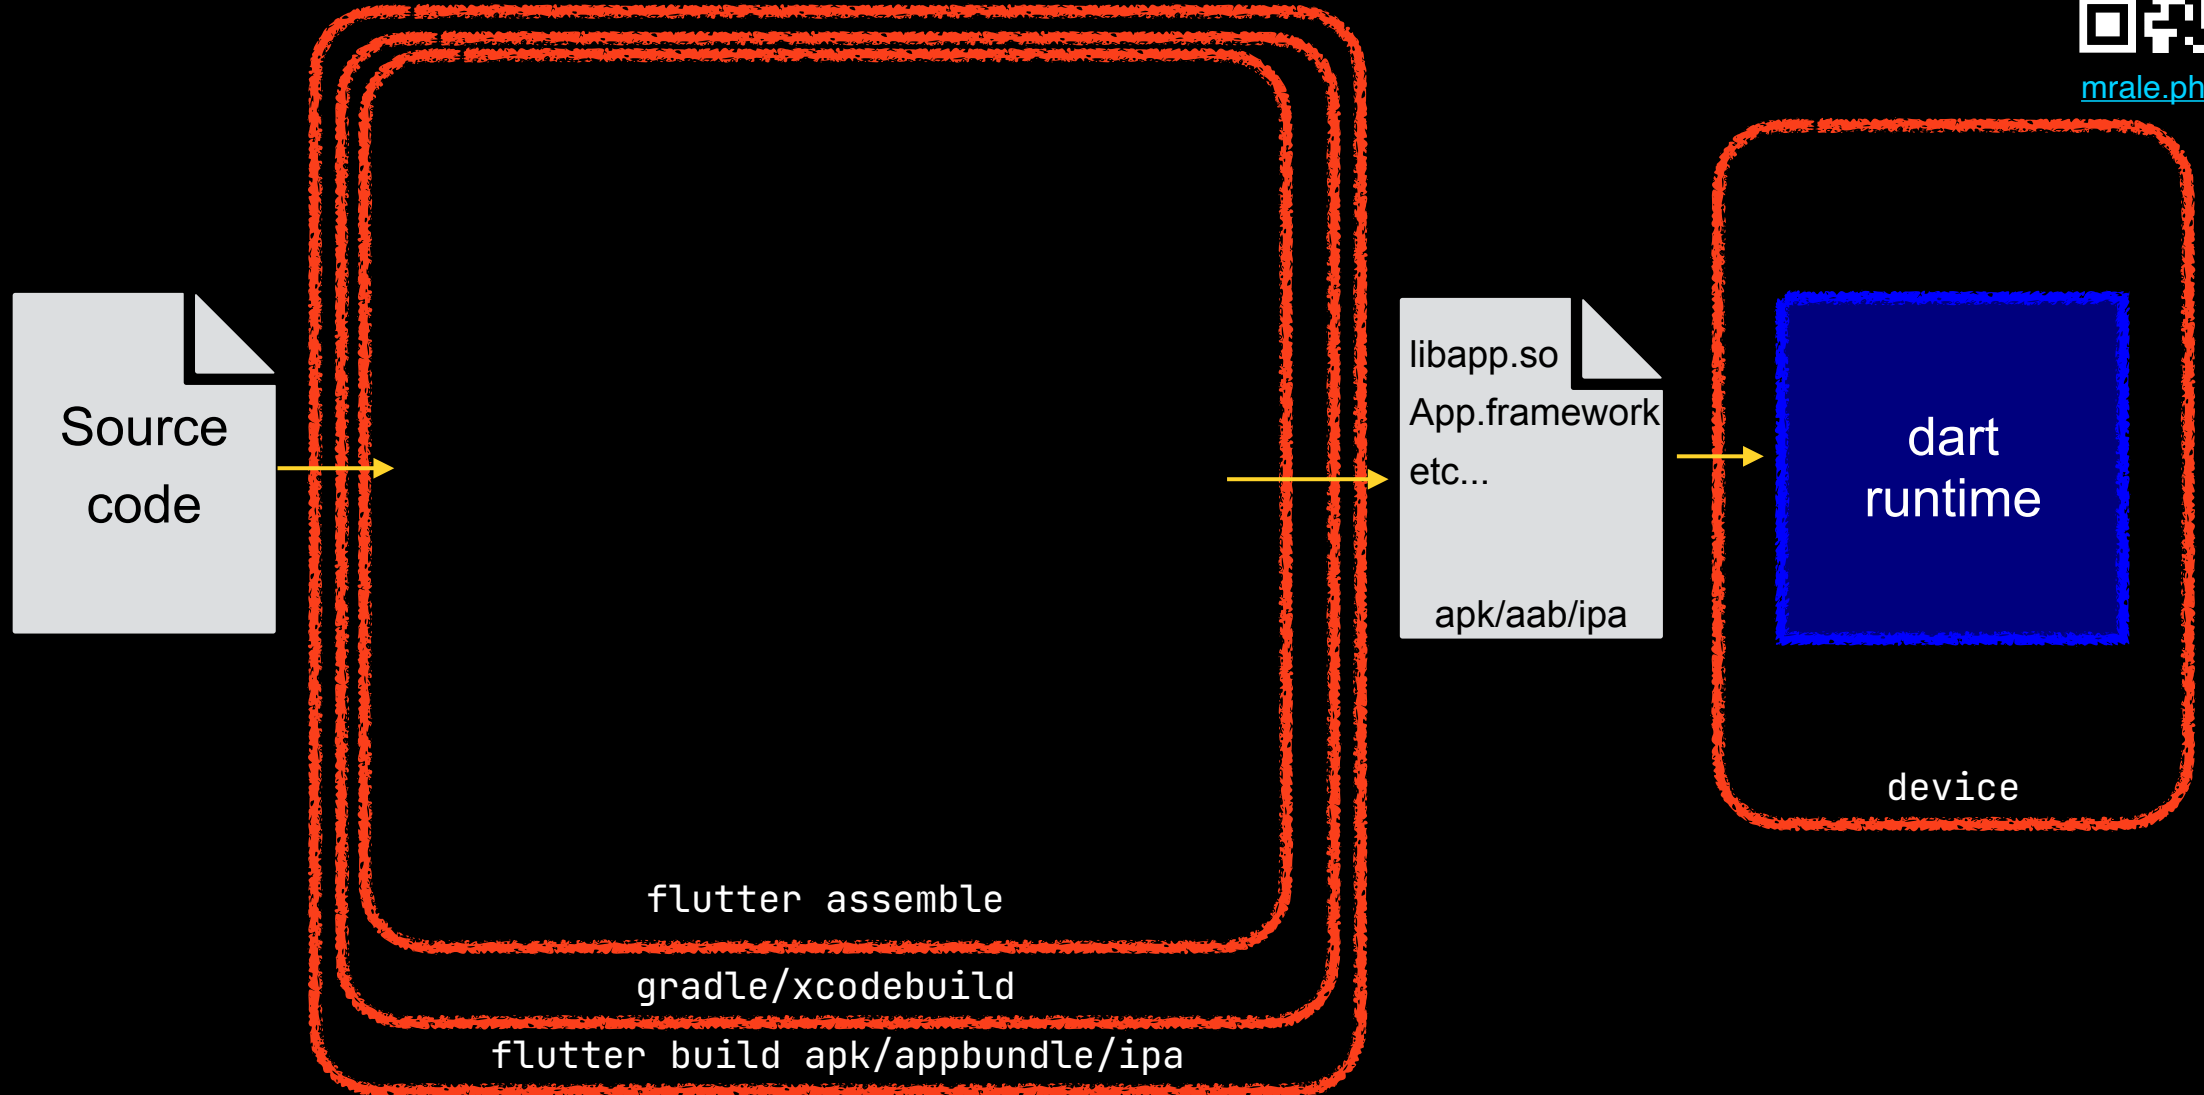 mrale.ph
Source
code
libapp.so
App.framework
etc...
apk/aab/ipa
dart
runtime
device
flutter assemble
gradle/xcodebuild
flutter build apk/appbundle/ipa